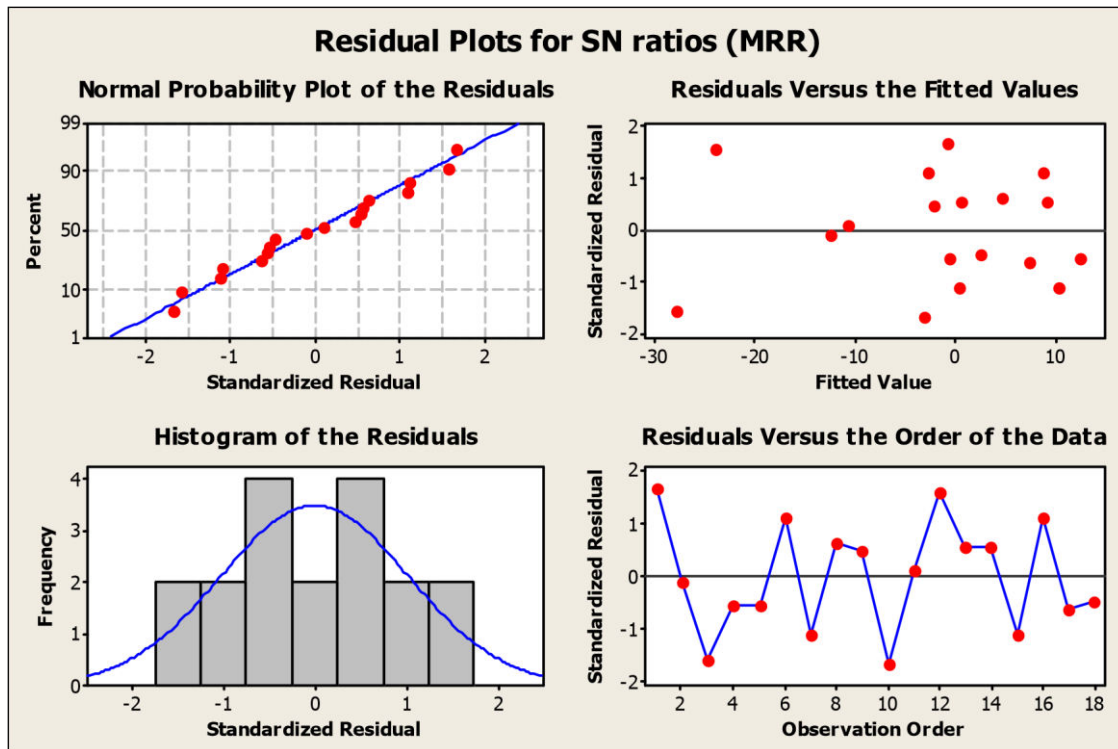 Residual Plots for SN ratios (MRR)
Normal Probability Plot of the Residuals
99
90
50
10
1
Percent
-2 -1 0 1 2
Standardized Residual
Residuals Versus the Fitted Values
2
1
0
-1
-2
Standardized Residual
-30 -20 -10 0 10
Fitted Value
Histogram of the Residuals
4
3
2
1
0
Frequency
-2 -1 0 1 2
Standardized Residual
Residuals Versus the Order of the Data
2
1
0
-1
-2
Standardized Residual
2 4 6 8 10 12 14 16 18
Observation Order